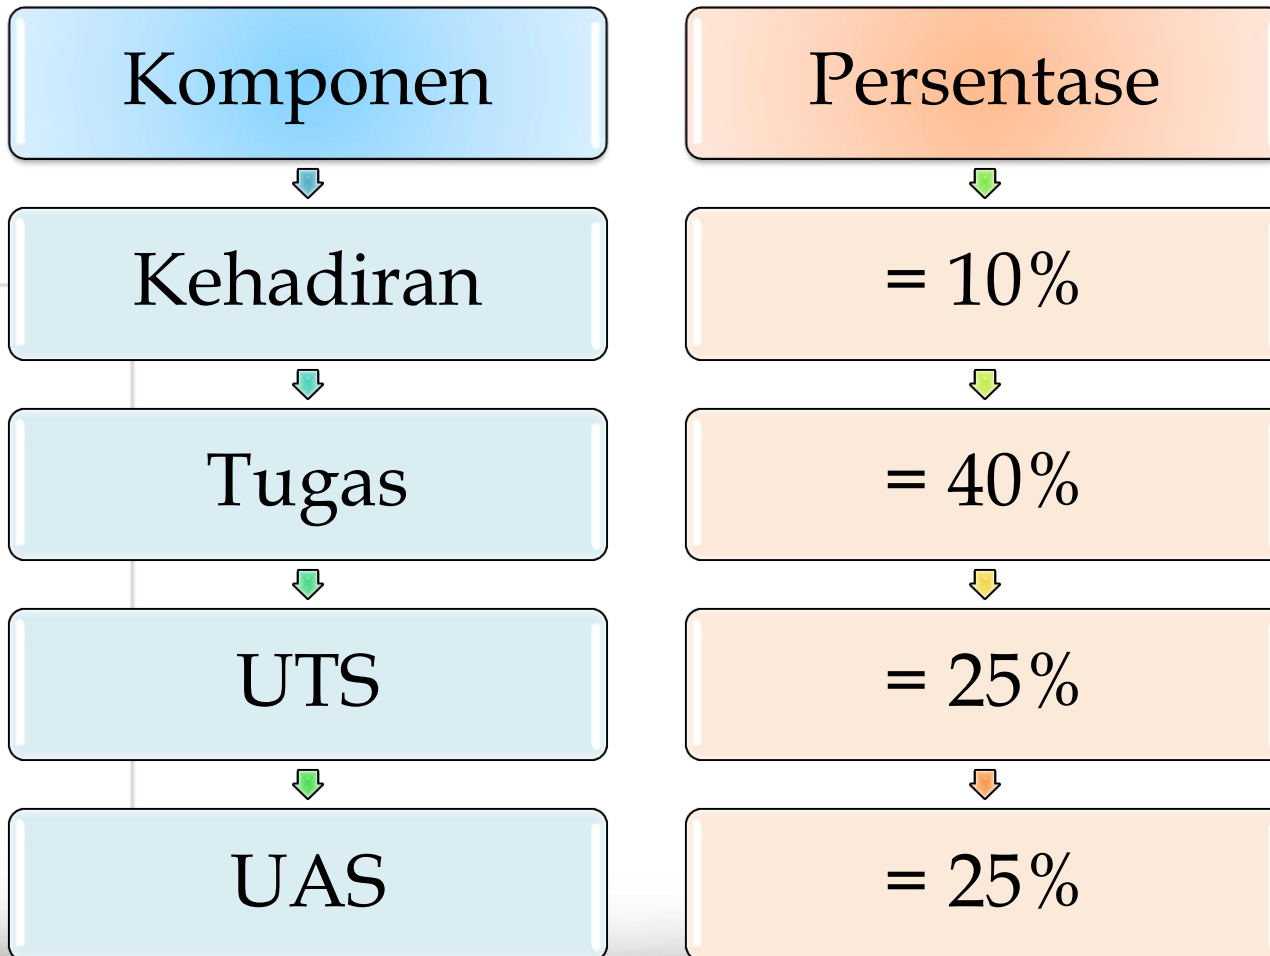 Komponen
Persentase
Kehadiran
= 10%
Tugas
= 40%
UTS
= 25%
UAS
= 25%